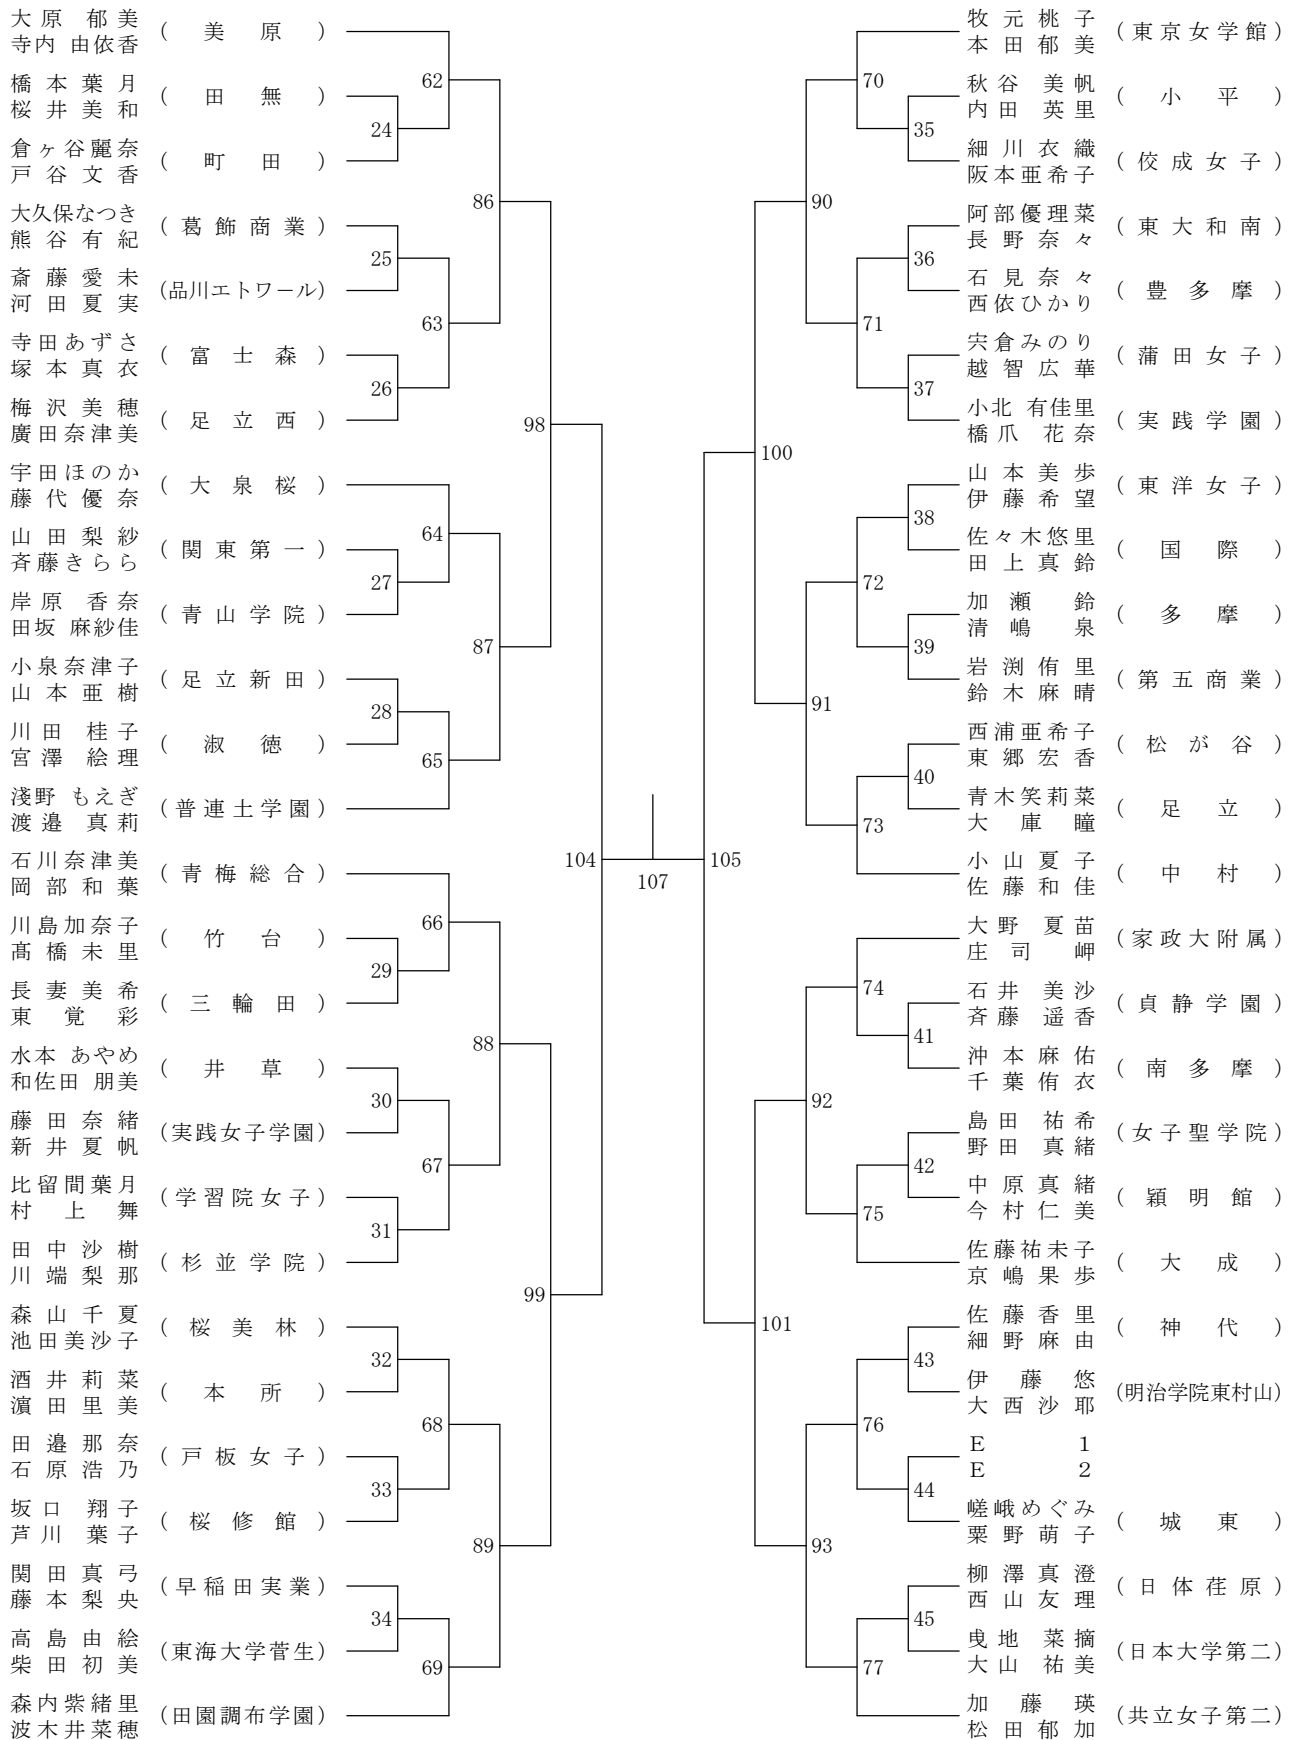 大原 郁美
寺内 由依香
( 美 原 )
橋本葉月
桜井美和
( 田 無 )
倉ヶ谷麗奈
戸谷文香
( 町 田 )
大久保なつき
熊谷有紀
( 葛飾商業 )
斎藤愛未
河田夏実
(品川エトワール)
寺田あずさ
塚本真衣
( 富士森 )
梅沢美穂
廣田奈津美
( 足立西 )
宇田ほのか
藤代優奈
( 大泉桜 )
山田梨紗
斉藤きらら
( 関東第一 )
岸原 香奈
田坂 麻紗佳
( 青山学院 )
小泉奈津子
山本亜樹
( 足立新田 )
川田 桂子
宮澤 絵理
( 淑 徳 )
淺野 もえぎ
渡邉 真莉
(普連土学園)
石川奈津美
岡部和葉
( 青梅総合 )
川島加奈子
髙橋未里
( 竹 台 )
長妻美希
東覚彩
( 三輪田 )
水本 あやめ
和佐田 朋美
( 井 草 )
藤田奈緒
新井夏帆
(実践女子学園)
比留間葉月
村上舞
(学習院女子)
田中沙樹
川端梨那
( 杉並学院 )
森山千夏
池田美沙子
( 桜美林 )
酒井莉菜
濵田里美
( 本 所 )
田邉那奈
石原浩乃
( 戸板女子 )
坂口 翔子
芦川 葉子
( 桜修館 )
関田真弓
藤本梨央
(早稲田実業)
高島由絵
柴田初美
(東海大学菅生)
森内紫緒里
波木井菜穂
(田園調布学園)
62
24
86
25
63
26
98
64
27
87
28
65
104
66
29
88
30
67
31
99
32
68
33
89
34
69
107
牧元桃子
本田郁美
(東京女学館)
秋谷 美帆
内田 英里
( 小 平 )
細川衣織
阪本亜希子
( 佼成女子 )
阿部優理菜
長野奈々
( 東大和南 )
石見奈々
西依ひかり
( 豊多摩 )
宍倉みのり
越智広華
( 蒲田女子 )
小北 有佳里
橋爪 花奈
( 実践学園 )
山本美歩
伊藤希望
( 東洋女子 )
佐々木悠里
田上真鈴
( 国 際 )
加瀬 鈴
清嶋 泉
( 多 摩 )
岩渕侑里
鈴木麻晴
( 第五商業 )
西浦亜希子
東郷宏香
( 松が谷 )
青木笑莉菜
大庫瞳
( 足 立 )
小山夏子
佐藤和佳
( 中 村 )
大野 夏苗
庄司 岬
(家政大附属)
石井 美沙
斉藤 遥香
( 貞静学園 )
沖本麻佑
千葉侑衣
( 南多摩 )
島田 祐希
野田 真緒
(女子聖学院)
中原真緒
今村仁美
( 穎明館 )
佐藤祐未子
京嶋果歩
( 大 成 )
佐藤香里
細野麻由
( 神 代 )
伊藤悠
大西沙耶
(明治学院東村山)
E 1
E 2
嵯峨めぐみ
粟野萌子
( 城 東 )
柳澤真澄
西山友理
( 日体荏原 )
曵地 菜摘
大山 祐美
(日本大学第二)
加藤瑛
松田郁加
(共立女子第二)
70
35
90
36
71
37
100
38
72
39
91
40
73
105
74
41
92
42
75
101
43
76
44
93
45
77